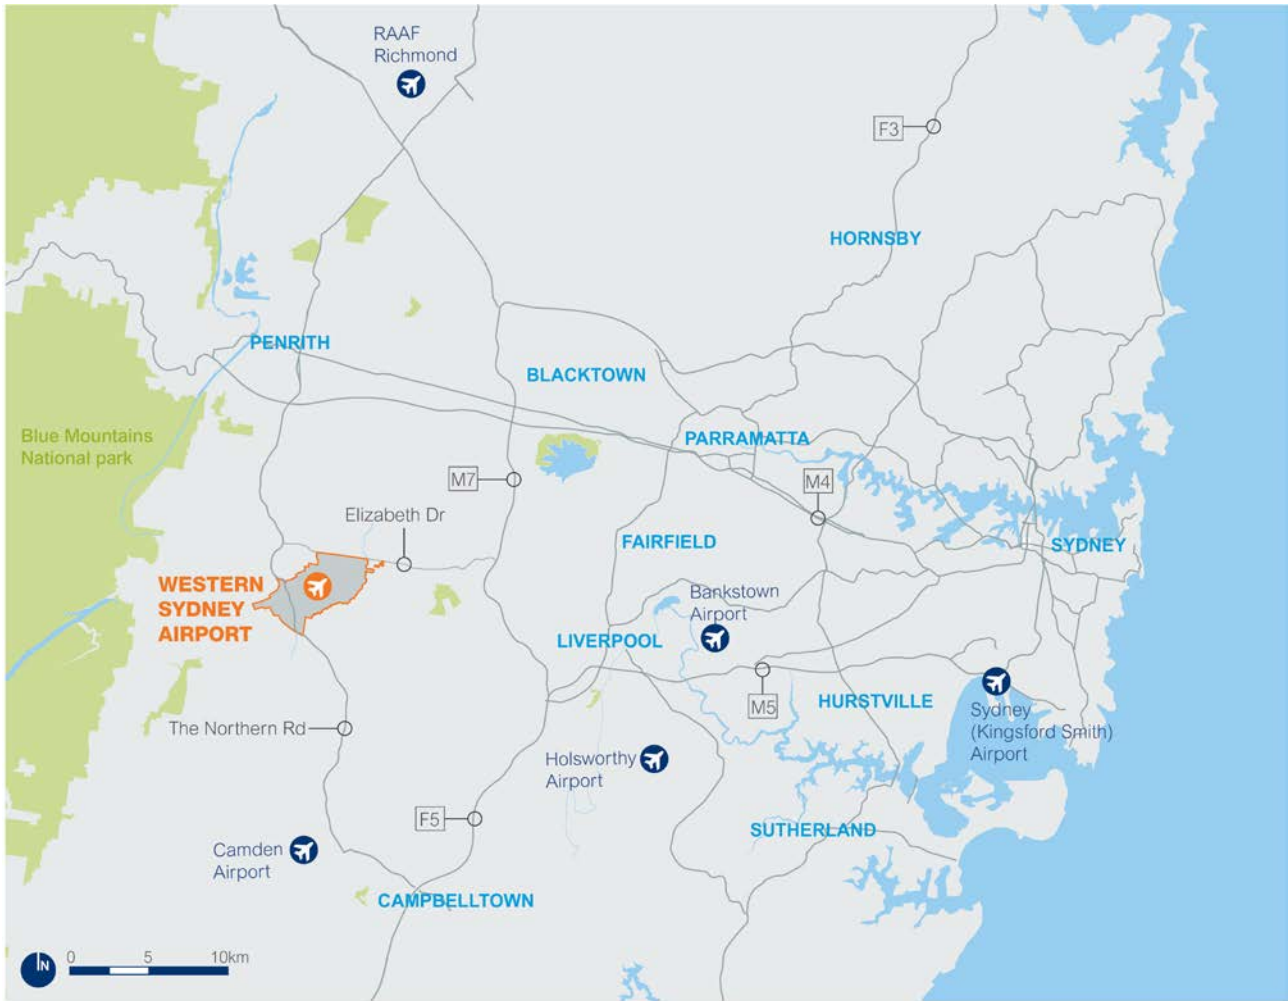 RAAF
Richmond
F3
HORNSBY
PENRITH
BLACKTOWN
Blue Mountains
National park
PARRAMATTA
M7
M4
Elizabeth Dr
FAIRFIELD
SYDNEY
WESTERN
SYDNEY
AIRPORT
Bankstown
Airport
LIVERPOOL
HURSTVILLE
M5
Sydney
(Kingsford Smith)
Airport
The Northern Rd
Holsworthy
Airport
F5
SUTHERLAND
Camden
Airport
CAMPBELLTOWN
N
0 5 10km